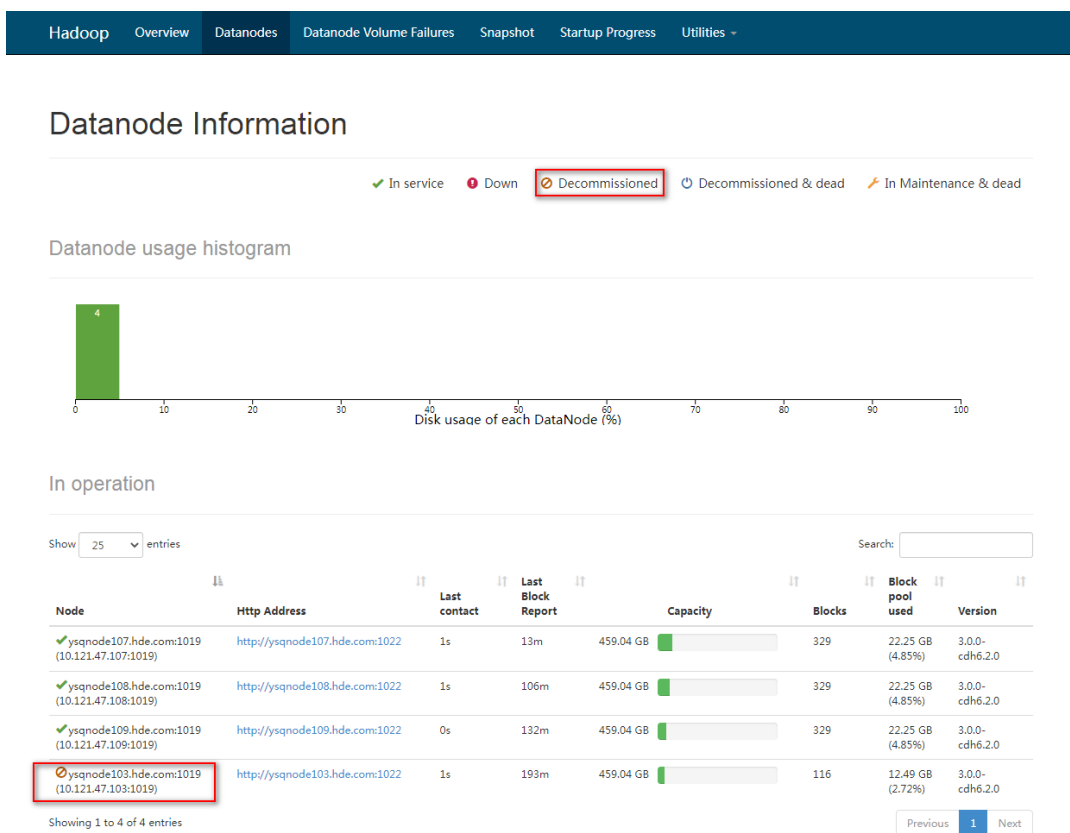 Hadoop Overview Datanodes Datanode Volume Failures Snapshot Startup Progress Utilities
Datanode Information
In service Down Decommissioned Decommissioned & dead In Maintenance & dead
Datanode usage histogram
4
0 10 20 30 40 50 60 70 80 90 100
Disk usage of each DataNode (%)
In operation
Show 25 entries Search:
Node Http Address Last contact Last Block Report Capacity Blocks Block pool used Version
ysqnode107.hde.com:1019 http://ysqnode107.hde.com:1022 1s 13m 459.04 GB 329 22.25 GB 3.0.0-
(10.121.47.107:1019) (4.85%) cdh6.2.0
ysqnode108.hde.com:1019 http://ysqnode108.hde.com:1022 1s 106m 459.04 GB 329 22.25 GB 3.0.0-
(10.121.47.108:1019) (4.85%) cdh6.2.0
ysqnode109.hde.com:1019 http://ysqnode109.hde.com:1022 0s 132m 459.04 GB 329 22.25 GB 3.0.0-
(10.121.47.109:1019) (4.85%) cdh6.2.0
ysqnode103.hde.com:1019 http://ysqnode103.hde.com:1022 1s 193m 459.04 GB 116 12.49 GB 3.0.0-
(10.121.47.103:1019) (2.72%) cdh6.2.0
Showing 1 to 4 of 4 entries Previous 1 Next